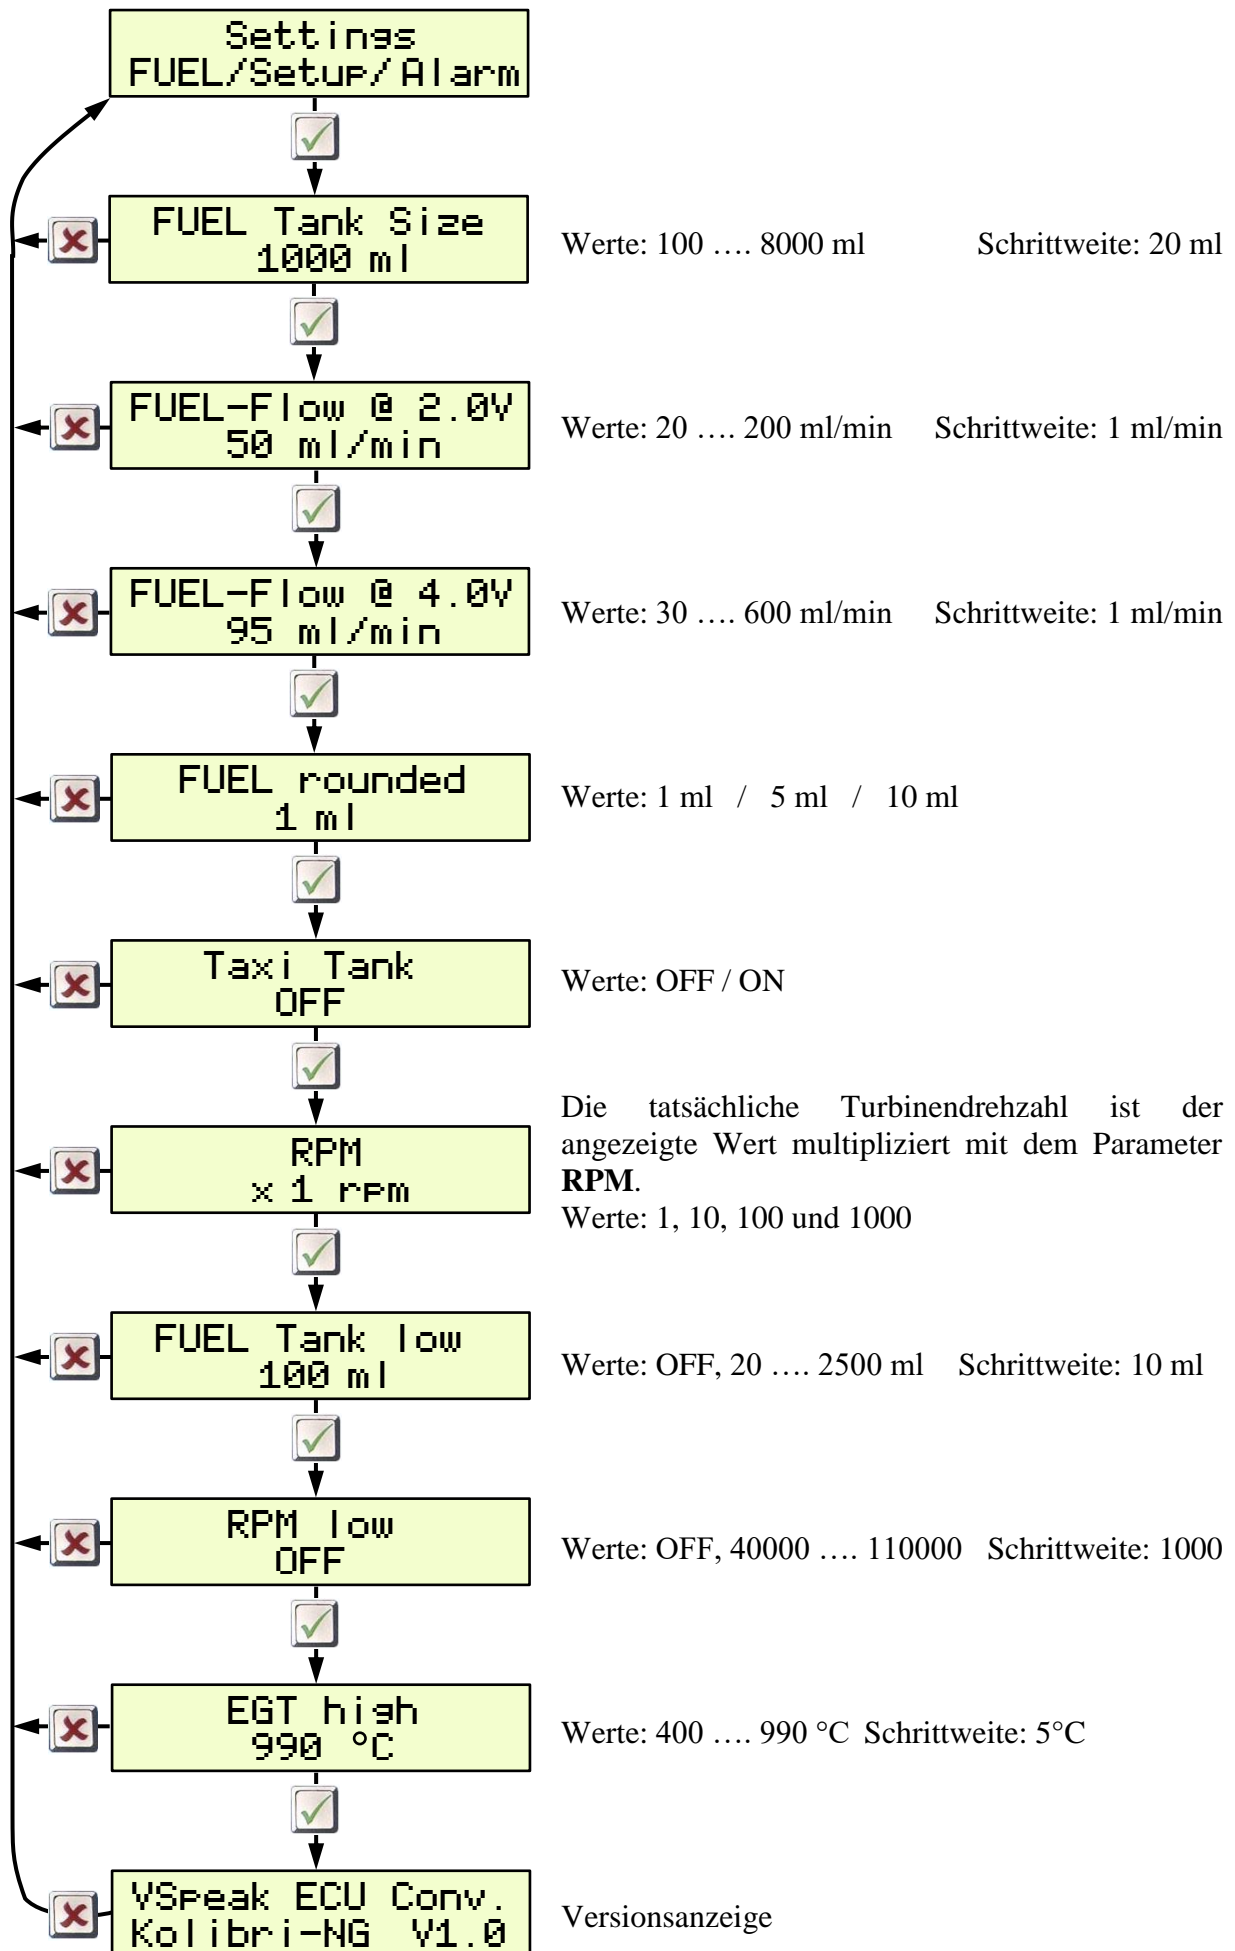 Settings
FUEL/Setup/Alarm
FUEL Tank Size
1000 ml
Werte: 100 …. 8000 ml Schrittweite: 20 ml
FUEL-Flow @ 2.0V
50 ml/min
Werte: 20 …. 200 ml/min Schrittweite: 1 ml/min
FUEL-Flow @ 4.0V
95 ml/min
Werte: 30 …. 600 ml/min Schrittweite: 1 ml/min
FUEL rounded
1 ml
Werte: 1 ml / 5 ml / 10 ml
Taxi Tank
OFF
Werte: OFF / ON
RPM
x 1 rpm
Die tatsächliche Turbinendrehzahl ist der
angezeigte Wert multipliziert mit dem Parameter
RPM.
Werte: 1, 10, 100 und 1000
FUEL Tank low
100 ml
Werte: OFF, 20 …. 2500 ml Schrittweite: 10 ml
RPM low
OFF
Werte: OFF, 40000 …. 110000 Schrittweite: 1000
EGT high
990 °C
Werte: 400 …. 990 °C Schrittweite: 5°C
VSpeak ECU Conv.
Kolibri-NG V1.0
Versionsanzeige